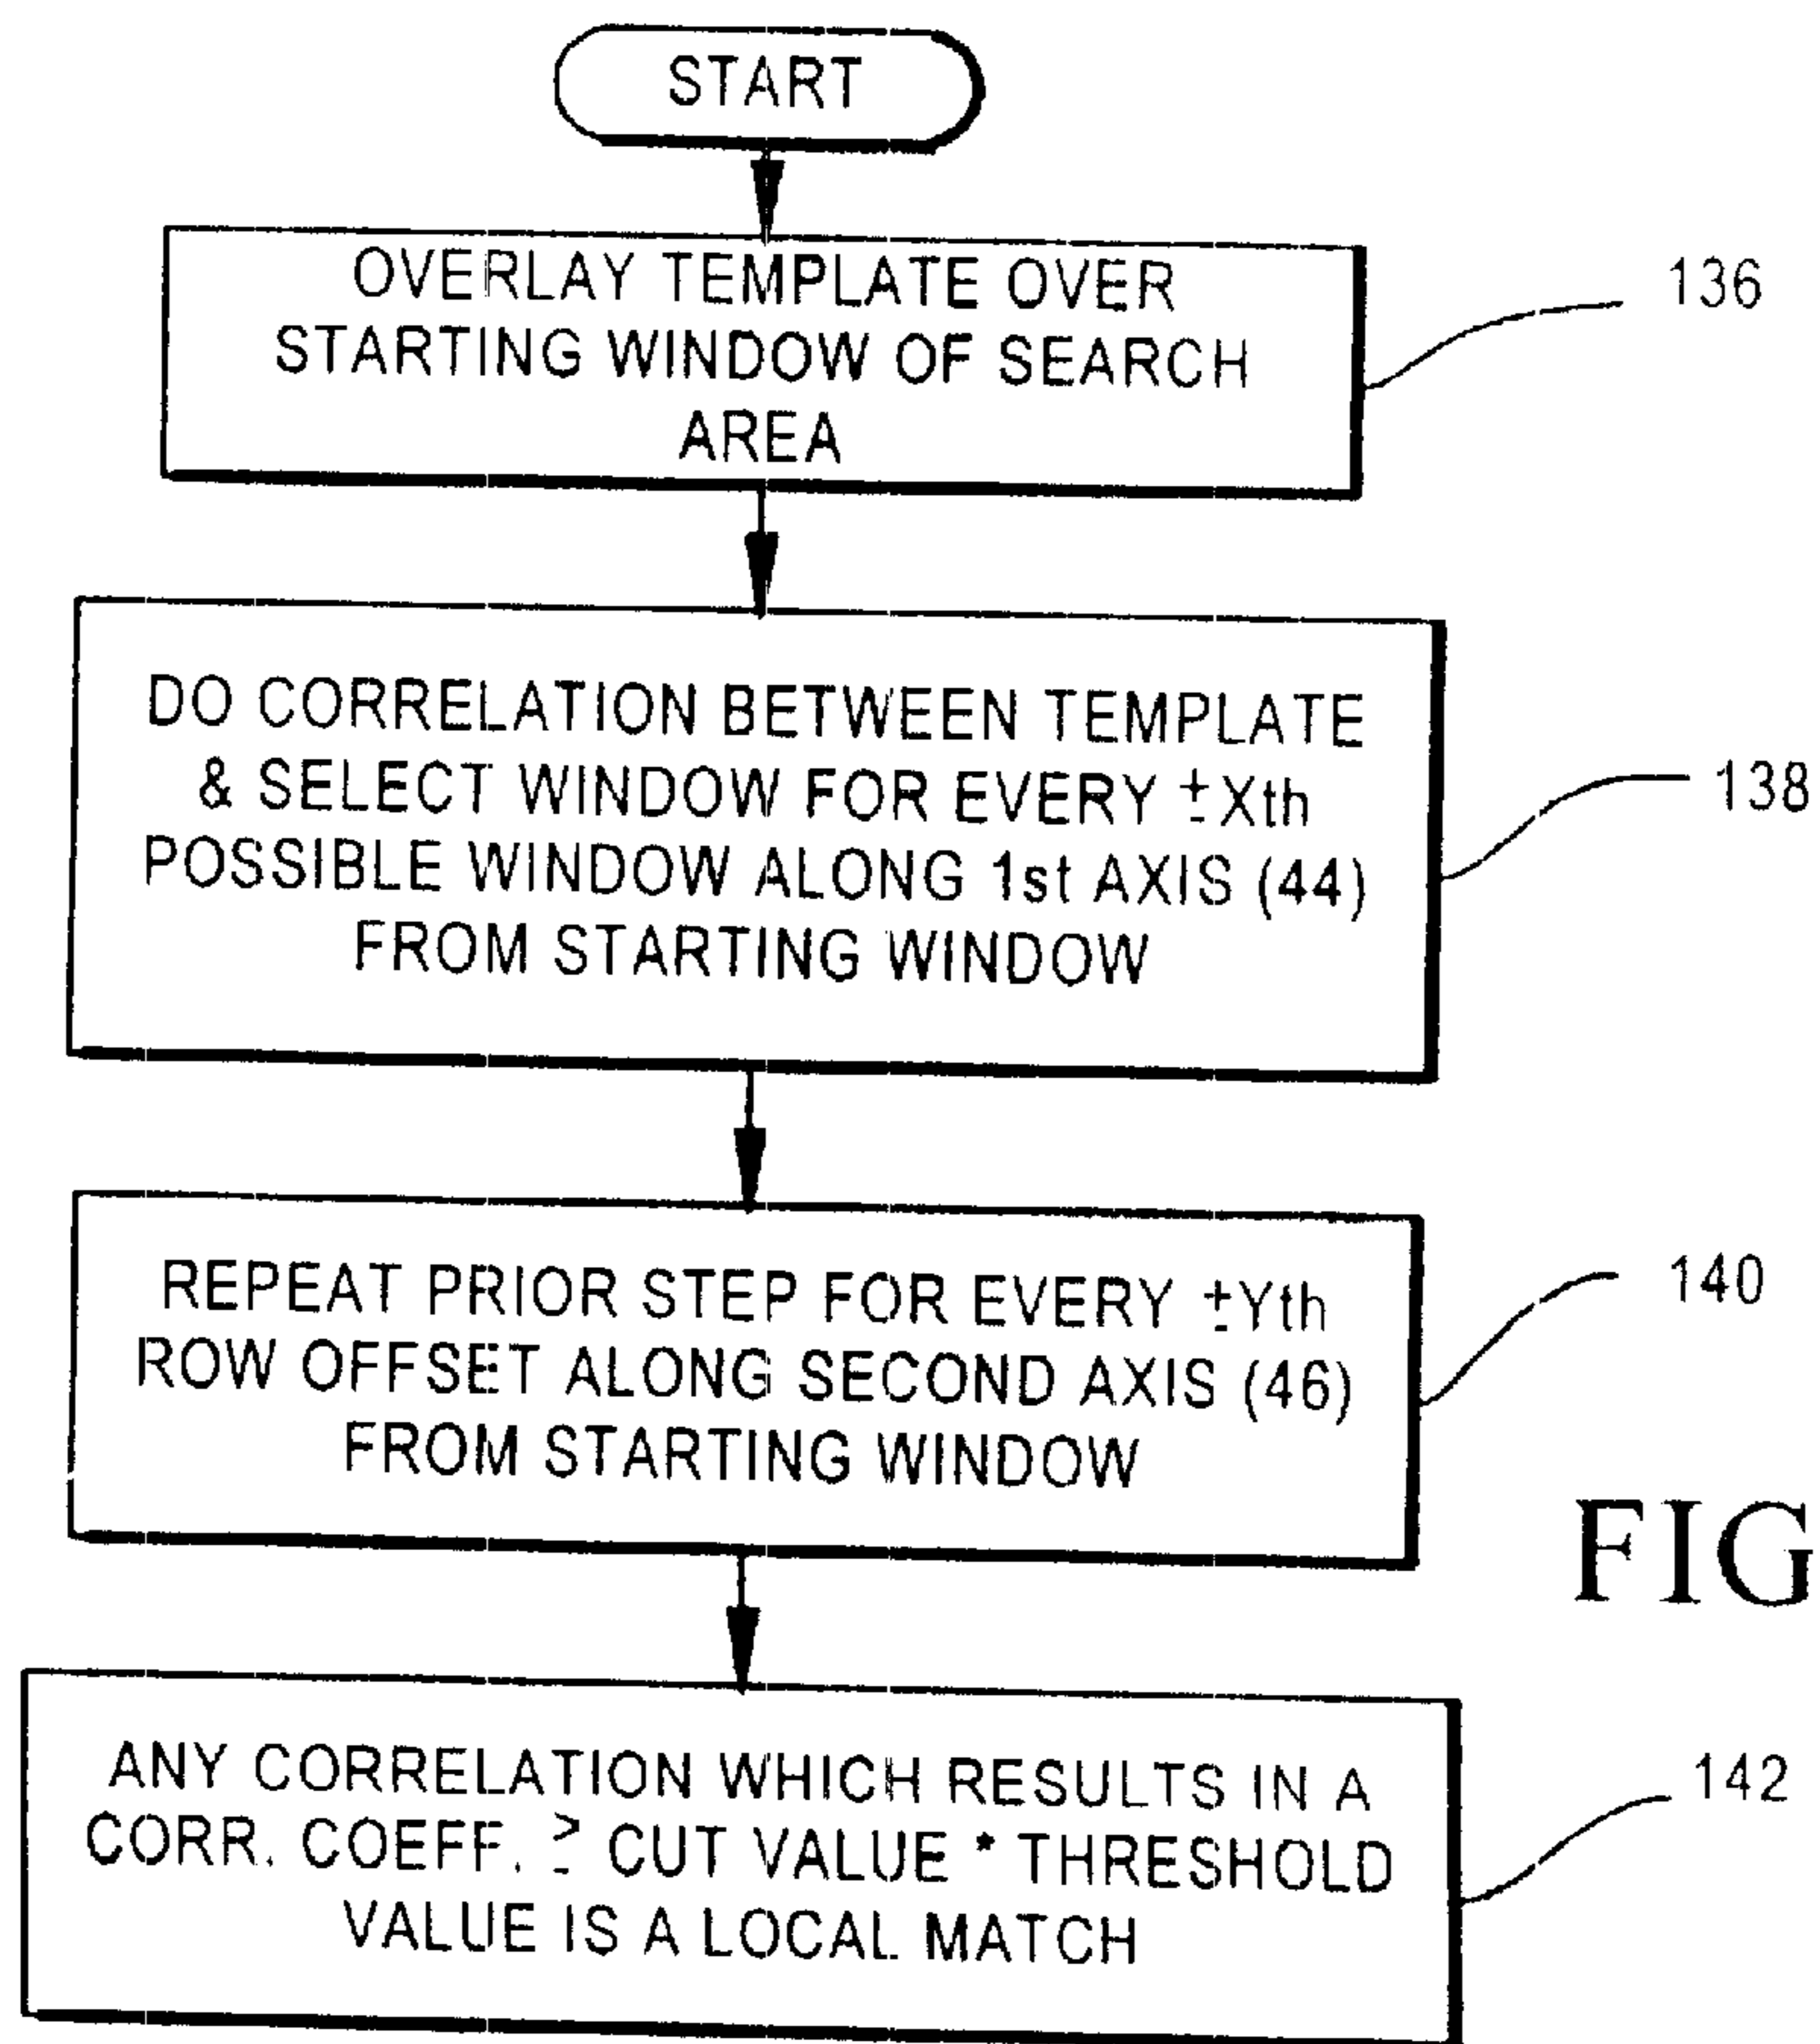 START
OVERLAY TEMPLATE OVER
STARTING WINDOW OF SEARCH
AREA
136
DO CORRELATION BETWEEN TEMPLATE
& SELECT WINDOW FOR EVERY ±Xth
POSSIBLE WINDOW ALONG 1st AXIS (44)
FROM STARTING WINDOW
138
REPEAT PRIOR STEP FOR EVERY ±Yth
ROW OFFSET ALONG SECOND AXIS (46)
FROM STARTING WINDOW
140
FIG
ANY CORRELATION WHICH RESULTS IN A
CORR. COEFF. ≥ CUT VALUE * THRESHOLD
VALUE IS A LOCAL MATCH
142